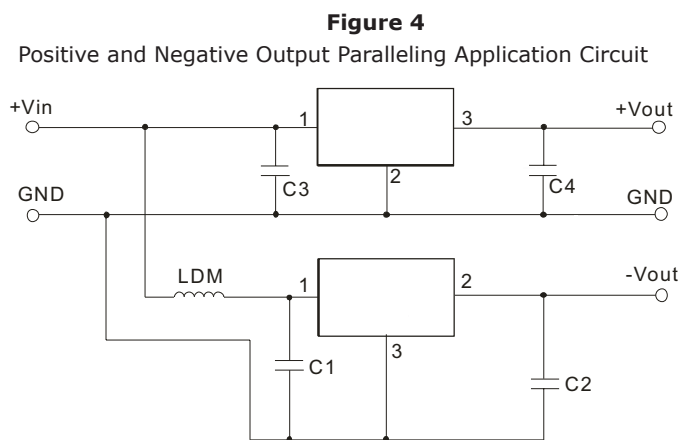 Figure 4
Positive and Negative Output Paralleling Application Circuit
+Vin
1
3
+Vout
C3
2
C4
GND
GND
LDM
1
2
-Vout
3
C1
C2